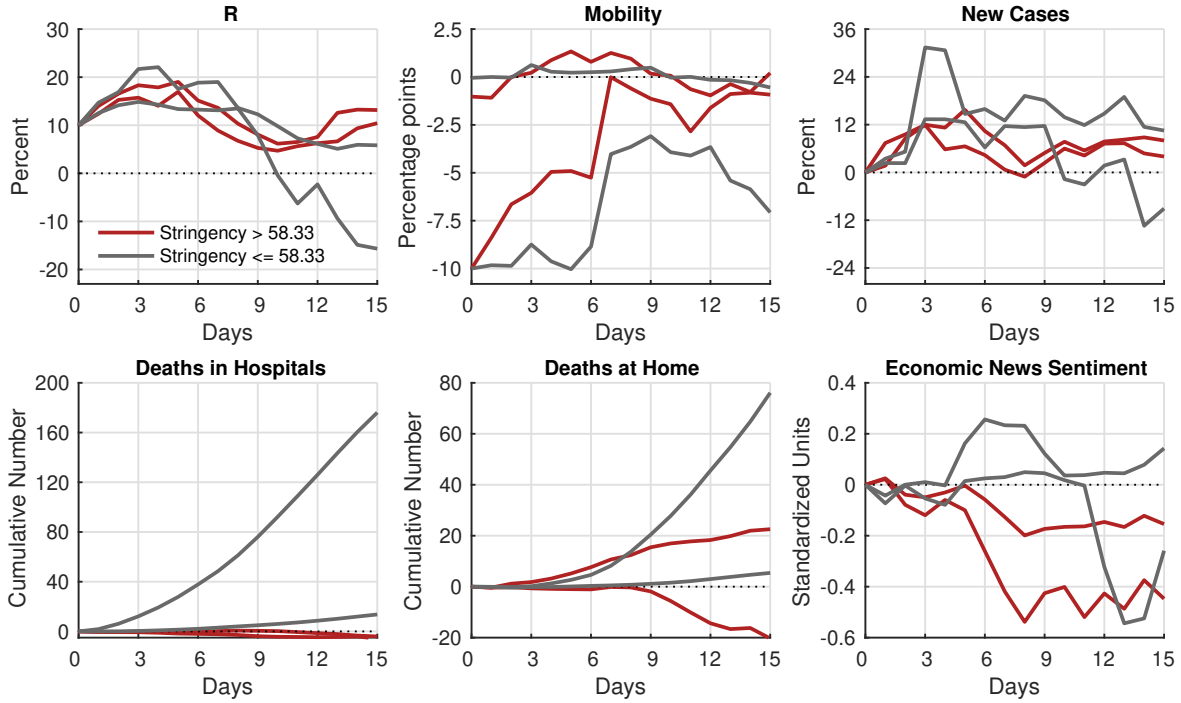 R
Percent
30
20
10
0
-10
-20
Stringency > 58.33
Stringency <= 58.33
0 3 6 9 12 15
Days
Mobility
Percentage points
2.5
0
-2.5
-5
-7.5
-10
0 3 6 9 12 15
Days
New Cases
Percent
36
24
12
0
-12
-24
0 3 6 9 12 15
Days
Deaths in Hospitals
Cumulative Number
200
160
120
80
40
0
0 3 6 9 12 15
Days
Deaths at Home
Cumulative Number
80
60
40
20
0
-20
0 3 6 9 12 15
Days
Economic News Sentiment
Standardized Units
0.4
0.2
0
-0.2
-0.4
-0.6
0 3 6 9 12 15
Days